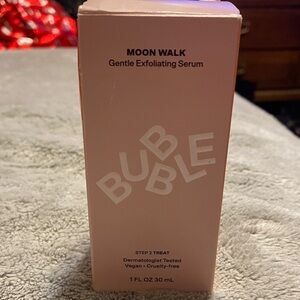 MOON WALK
Gentle Exfoliating Serum
BUBBLE
STEP 2 TREAT
Dermatologist Tested
Vegan • Cruelty-free
1 FL OZ 30 mL